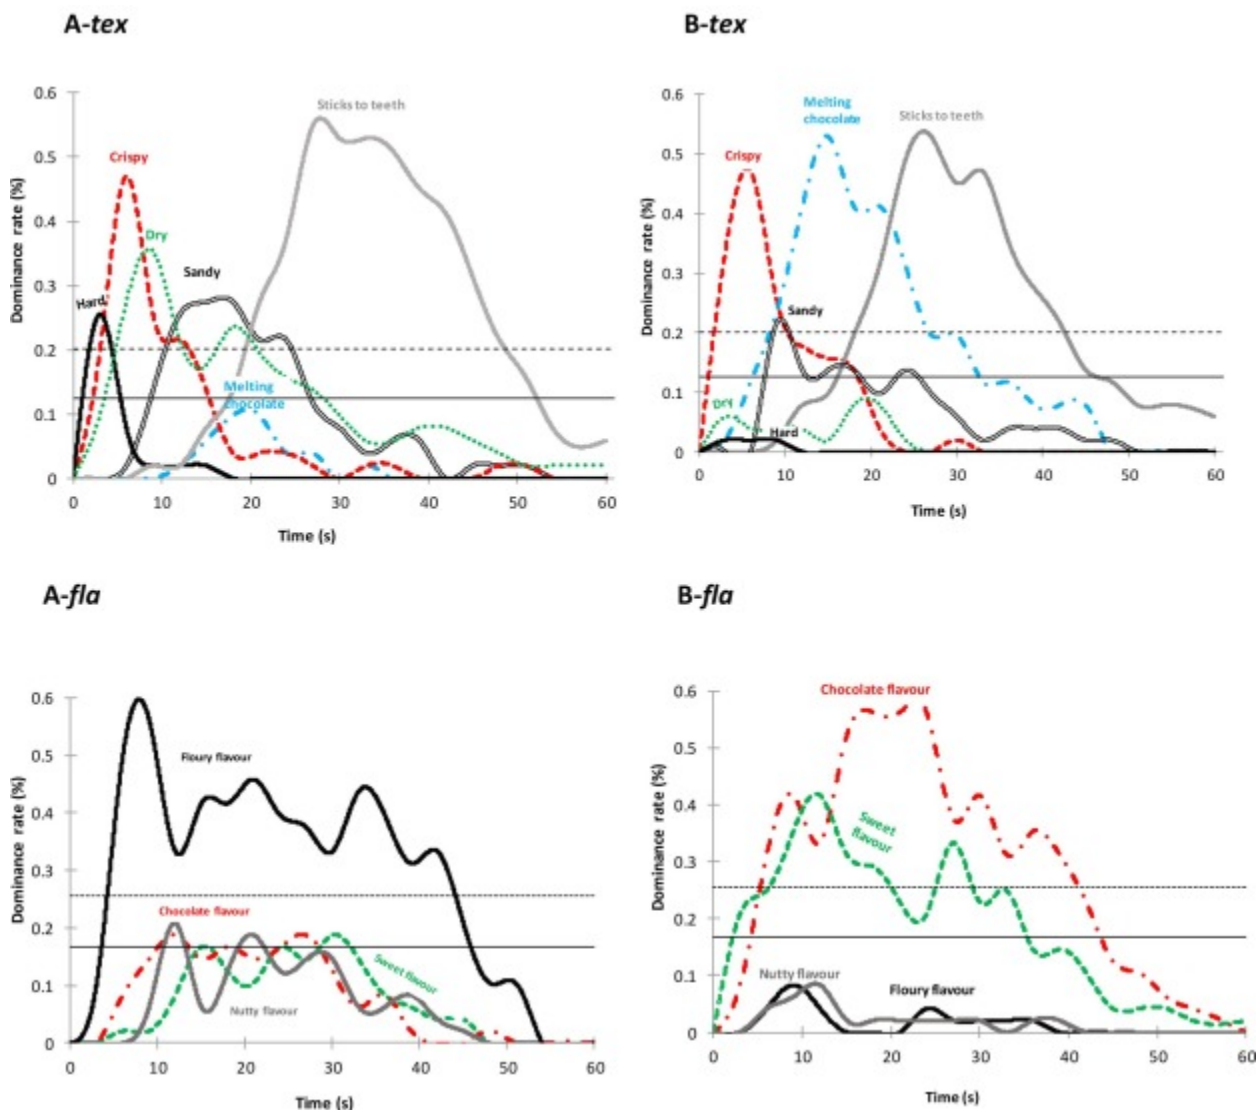 A-tex
B-tex
0.6
0.5
0.4
0.3
0.2
0.1
0
Dominance rate (%)
Sticks to teeth
Crispy
Dry
Hard
Sandy
Melting
chocolate
0
10
20
30
40
50
60
Time (s)
0.6
0.5
0.4
0.3
0.2
0.1
0
Dominance rate (%)
Melting
chocolate
Sticks to teeth
Crispy
Sandy
Dry
Hard
0
10
20
30
40
50
60
Time (s)
A-fla
B-fla
0.6
0.5
0.4
0.3
0.2
0.1
0
Dominance rate (%)
Floury flavour
Chocolate flavour
Sweet flavour
Nutty flavour
0
10
20
30
40
50
60
Time (s)
0.6
0.5
0.4
0.3
0.2
0.1
0
Dominance rate (%)
Chocolate flavour
Sweet
flavour
Nutty flavour
Floury flavour
0
10
20
30
40
50
60
Time (s)